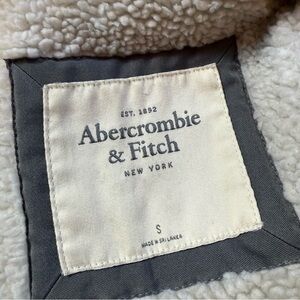 EST. 1892
Abercrombie
& Fitch
NEW YORK
S
MADE IN SRI LANKA